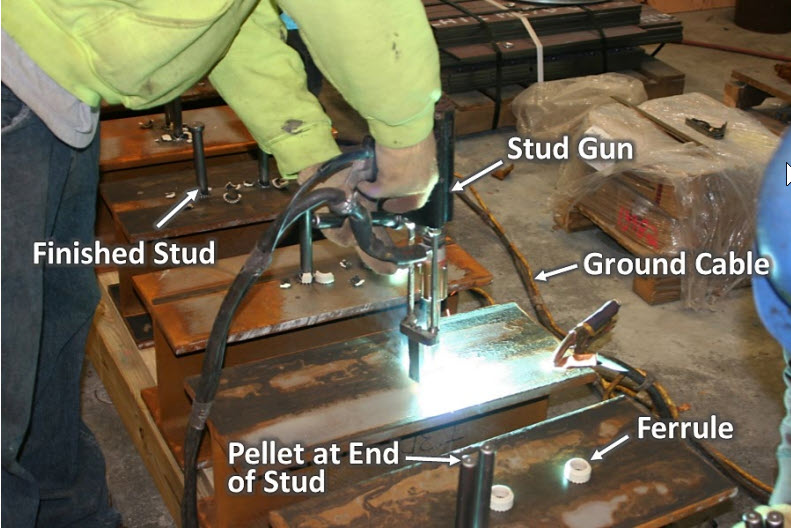 Stud Gun
Finished Stud
Ground Cable
Ferrule
Pellet at End
of Stud